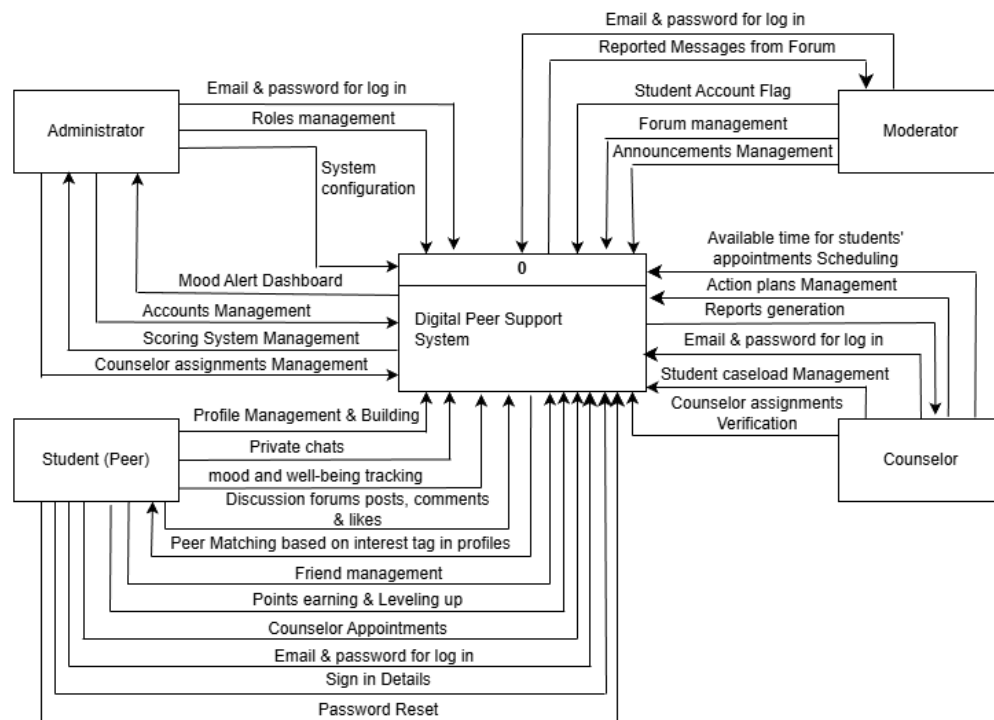 Email & password for log in
Reported Messages from Forum
Email & password for log in
Student Account Flag
Administrator
Roles management
Forum management
Moderator
Announcements Management
System
configuration
Available time for students'
appointments Scheduling
0
Mood Alert Dashboard
Action plans Management
Accounts Management
Digital Peer Support
System
Reports generation
Scoring System Management
Email & password for log in
Counselor assignments Management
Student caseload Management
Profile Management & Building
Counselor assignments
Verification
Private chats
Student (Peer)
Counselor
mood and well-being tracking
Discussion forums posts, comments
& likes
Peer Matching based on interest tag in profiles
Friend management
Points earning & Leveling up
Counselor Appointments
Email & password for log in
Sign in Details
Password Reset